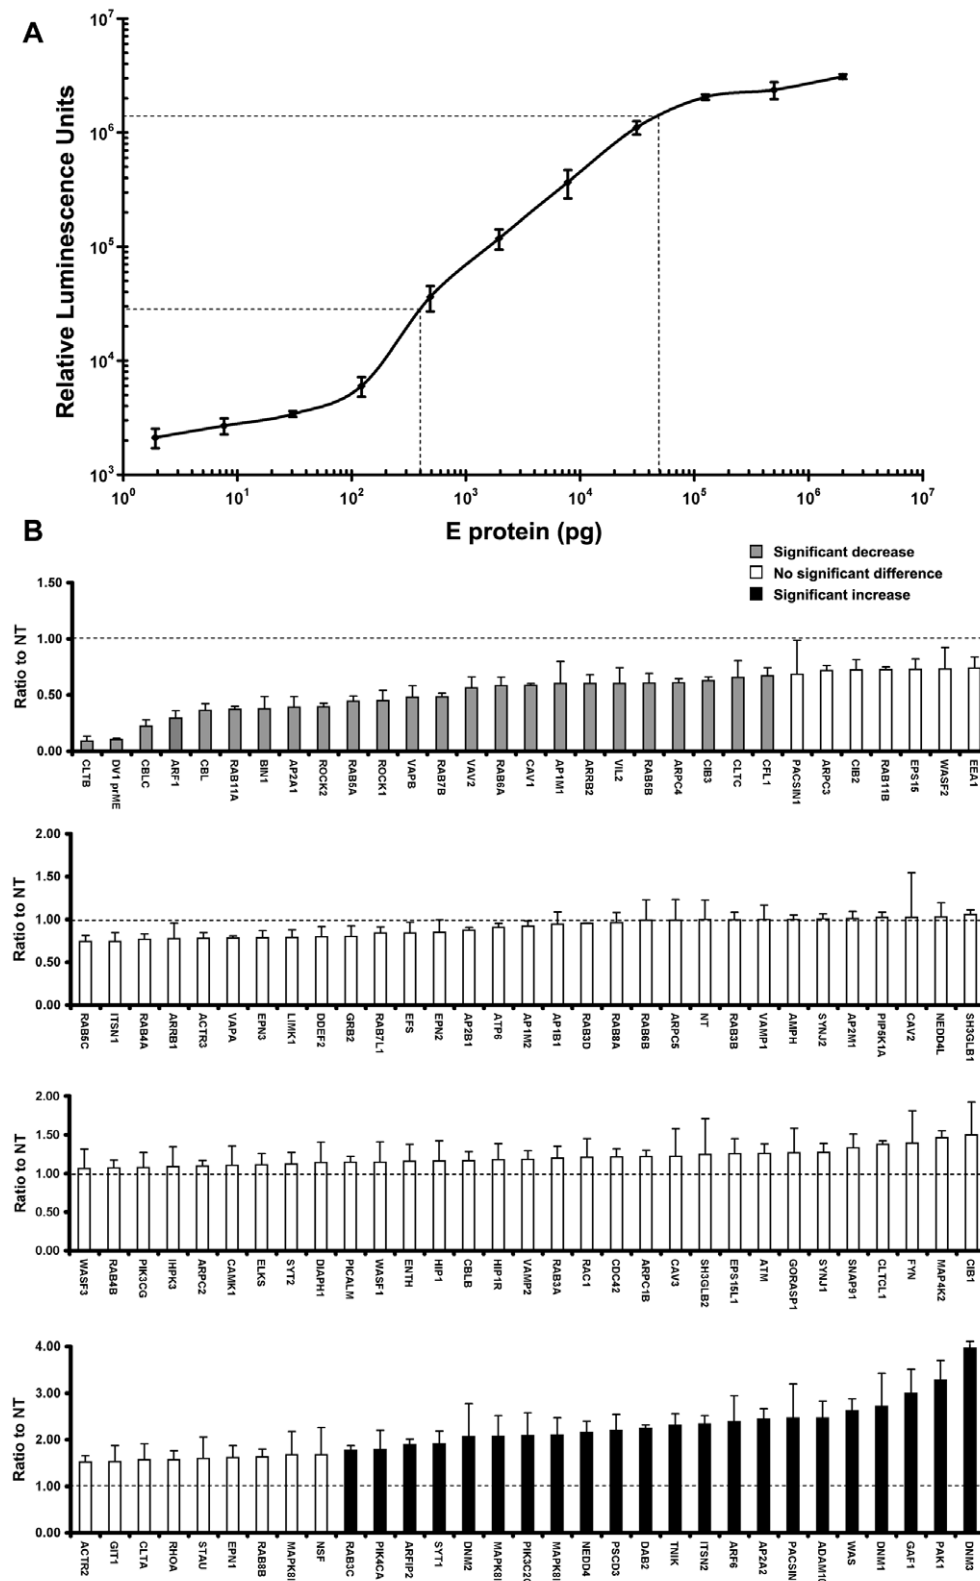 A
10^7
10^6
10^5
10^4
10^3
Relative Luminescence Units
10^0 10^1 10^2 10^3 10^4 10^5 10^6 10^7
E protein (pg)
B
Significant decrease
No significant difference
Significant increase
1.50
1.00
0.50
0.00
Ratio to NT
CLTB DV1 prME CBLC ARF1 CBL RAB11A BIN1 AP2A1 ROCK2 RAB5A ROCK1 VAPB RAB7B VAV2 RAB6A CAV1 AP1M1 ARRB2 VIL2 RAB5B ARPC4 CIB3 CLTC CFL1 PACSIN1 ARPC3 CIB2 RAB11B EPS15 WASF2 EEA1
2.00
1.50
1.00
0.50
0.00
Ratio to NT
RAB5C ITSN1 RAB4A ARRB1 ACTR3 VAPA EPN3 LIMK1 DDEF2 GRB2 RAB7L1 EFS EPN2 AP2B1 ATP6 AP1M2 AP1B1 RAB3D RAB8A RAB6B ARPC5 NT RAB3B VAMP1 AMPH SYNJ2 AP2M1 PIP5K1A CAV2 NEDD4L SH3GLB1
2.00
1.50
1.00
0.50
0.00
Ratio to NT
WASF3 RAB4B PIK3CG IHPK3 ARPC2 CAMK1 ELKS SYT2 DIAPH1 PICALM WASF1 ENTH HIP1 CBLB HIP1R VAMP2 RAB3A RAC1 CDC42 ARPC1B CAV3 SH3GLB2 EPS15L1 ATM GORASP1 SYNJ1 SNAP91 CLTCL1 FYN MAP4K2 CIB1
4.00
3.00
2.00
1.00
0.00
Ratio to NT
ACTR2 GIT1 CLTA RHOA STAU EPN1 RAB8B MAPK8I NSF RAB3C PIK4CA ARFIP2 SYT1 DNM2 MAPK8I PIK3C2G MAPK8I NEDD4 PSCD3 DAB2 TNIK ITSN2 ARF6 AP2A2 PACSIN ADAM10 WAS DNM1 GAF1 PAK1 DNM3